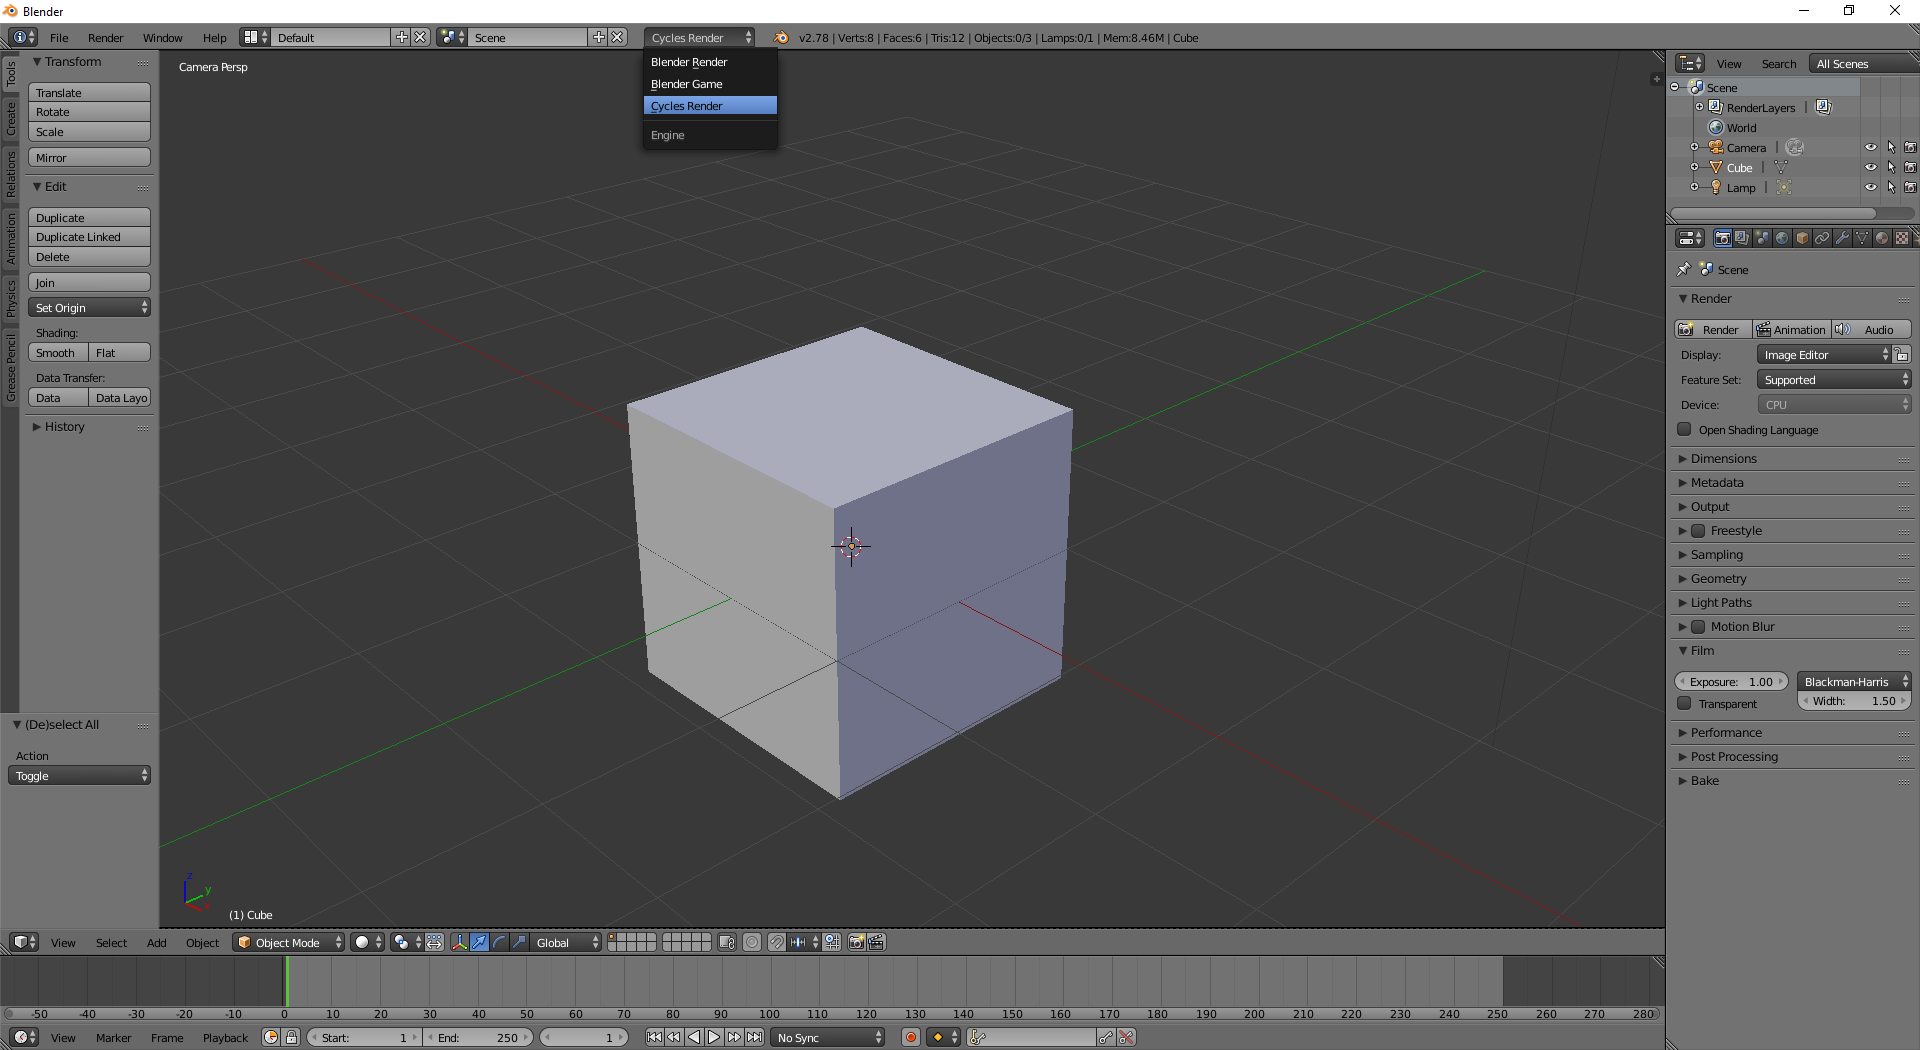 Blender
File Render Window Help Default Scene Cycles Render v2.78 | Verts:8 | Faces:6 | Tris:12 | Objects:0/3 | Lamps:0/1 | Mem:8.46M | Cube
Blender Render
Blender Game
Cycles Render
Engine
Camera Persp
Tools
Create
Relations
Animation
Physics
Grease Pencil
Transform
Translate
Rotate
Scale
Mirror
Edit
Duplicate
Duplicate Linked
Delete
Join
Set Origin
Shading:
Smooth Flat
Data Transfer:
Data Data Layo
History
(De)select All
Action
Toggle
z
y
x
(1) Cube
View Select Add Object Object Mode Global
View Search All Scenes
Scene
RenderLayers |
World
Camera |
Cube |
Lamp |
Scene
Render
Render Animation Audio
Display: Image Editor
Feature Set: Supported
Device: CPU
Open Shading Language
Dimensions
Metadata
Output
Freestyle
Sampling
Geometry
Light Paths
Motion Blur
Film
Exposure: 1.00 Blackman-Harris
Transparent Width: 1.50
Performance
Post Processing
Bake
-50 -40 -30 -20 -10 0 10 20 30 40 50 60 70 80 90 100 110 120 130 140 150 160 170 180 190 200 210 220 230 240 250 260 270 280
View Marker Frame Playback Start: 1 End: 250 1 No Sync